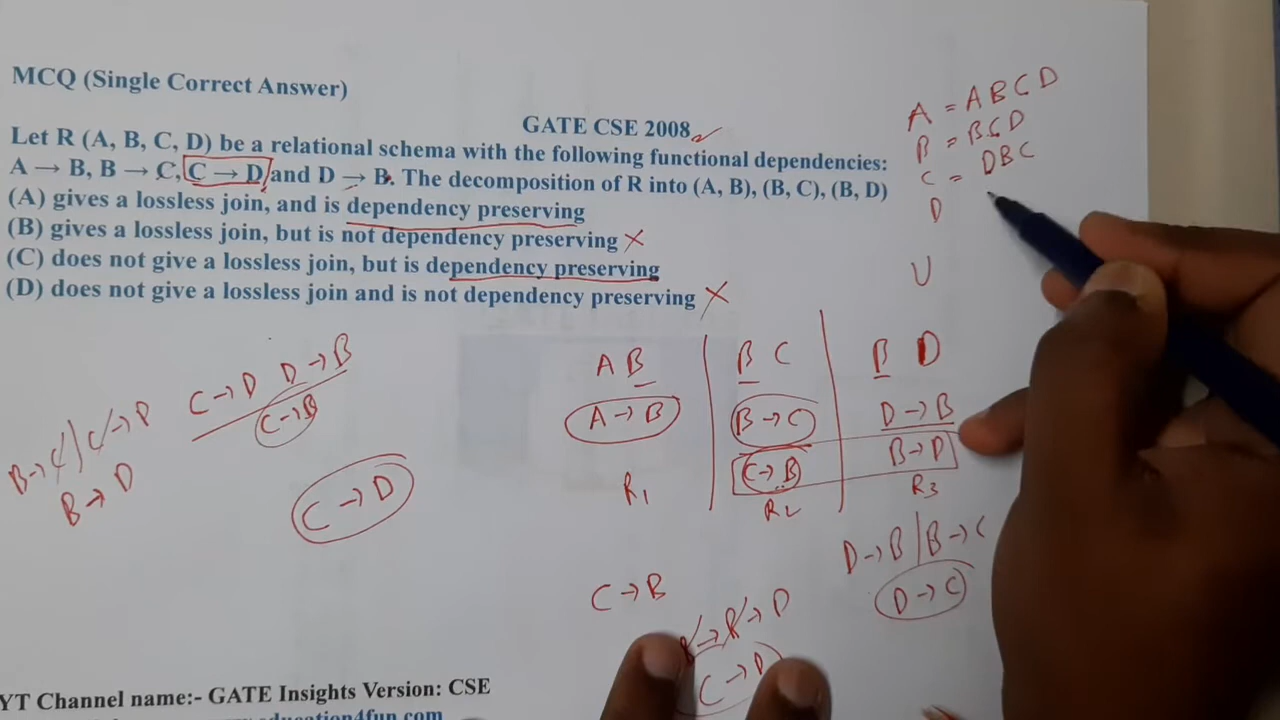 MCQ (Single Correct Answer)
GATE CSE 2008
Let R (A, B, C, D) be a relational schema with the following functional dependencies:
A → B, B → C, C → D and D → B. The decomposition of R into (A, B), (B, C), (B, D)
(A) gives a lossless join, and is dependency preserving
(B) gives a lossless join, but is not dependency preserving ×
(C) does not give a lossless join, but is dependency preserving
(D) does not give a lossless join and is not dependency preserving ×
A = ABCD
B = BCD
C = DBC
D
U
AB
A → B
R1
B C
B → C
C → B
R2
B D
D → B
B → D
R3
C → D D → B
C → B
B → C / C → D
B → D
C → D
D → B | B → C
D → C
C → B
B → D
C → D
YT Channel name:- GATE Insights Version: CSE